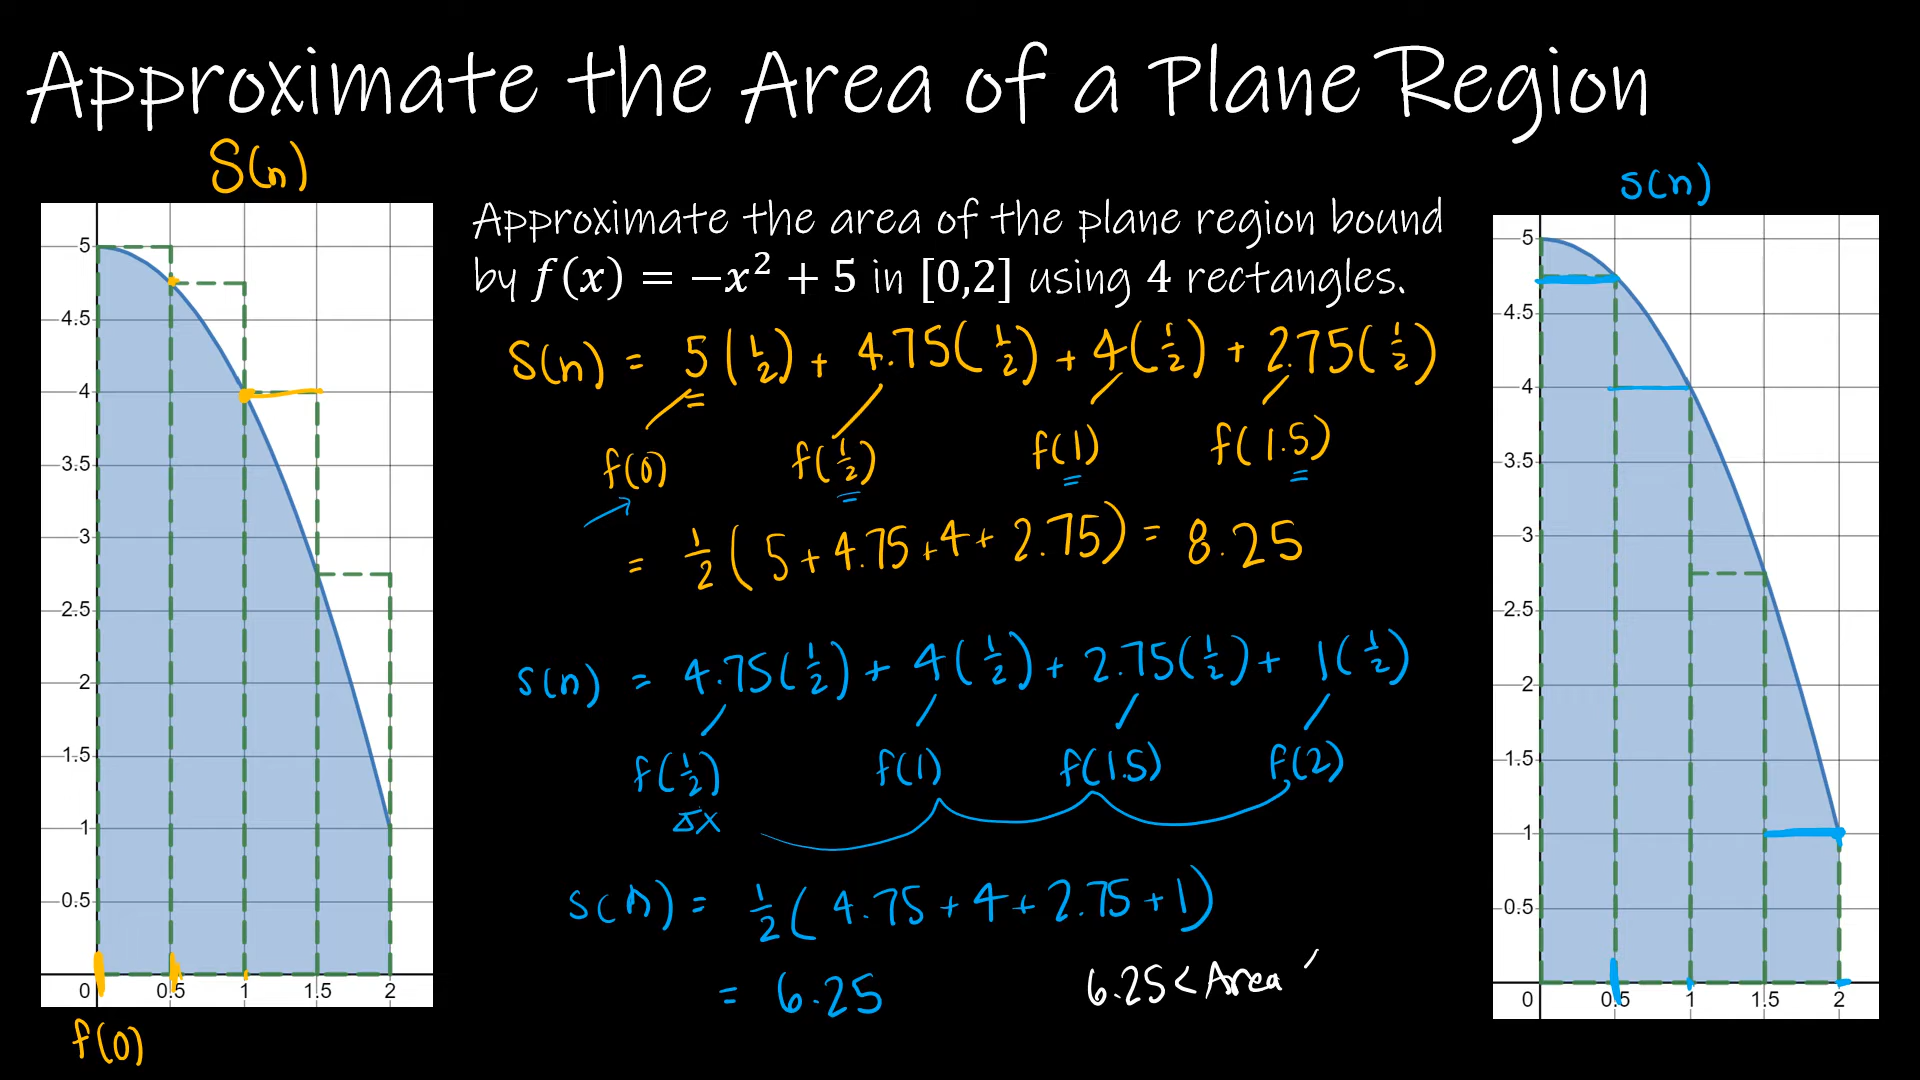 Approximate the Area of a Plane Region
S(n)
5
4.5
4
3.5
3
2.5
2
1.5
1
0.5
0 0.5 1 1.5 2
f(0)
Approximate the area of the plane region bound
by f(x) = −x² + 5 in [0,2] using 4 rectangles.
S(n) = 5(1/2) + 4.75(1/2) + 4(1/2) + 2.75(1/2)
f(0) f(1/2) f(1) f(1.5)
= 1/2(5+4.75+4+2.75) = 8.25
s(n) = 4.75(1/2) + 4(1/2) + 2.75(1/2) + 1(1/2)
f(1/2) f(1) f(1.5) f(2)
Δx
s(n) = 1/2(4.75+4+2.75+1)
= 6.25
6.25 < Area
s(n)
5
4.5
4
3.5
3
2.5
2
1.5
1
0.5
0 0.5 1 1.5 2